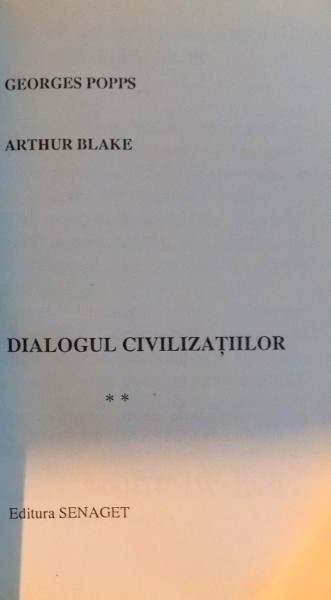 GEORGES POPPS
ARTHUR BLAKE
DIALOGUL CIVILIZAȚIILOR
* *
Editura SENAGET